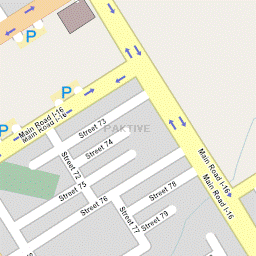 P
P
P
Main Road I-16
Main Road I-16
Street 73
PAKTIVE
Street 74
Street 72
Street 75
Street 76
Street 77
Street 78
Street 79
Main Road I-16
Main Road I-16